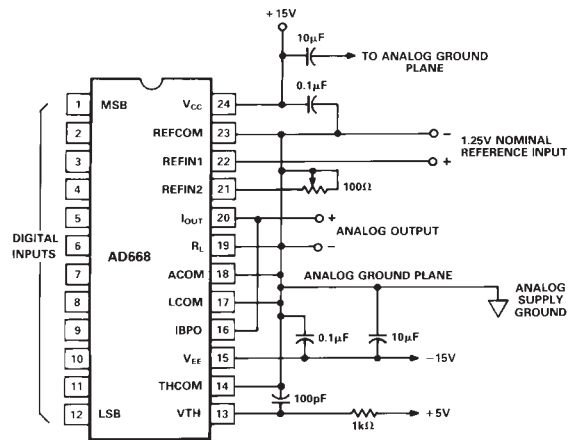 +15V
10μF
TO ANALOG GROUND
PLANE
0.1μF
1 MSB VCC 24
2 REFCOM 23
3 REFIN1 22
4 REFIN2 21
5 IOUT 20
6 RL 19
7 ACOM 18
8 LCOM 17
9 IBPO 16
10 VEE 15
11 THCOM 14
12 LSB VTH 13
AD668
DIGITAL
INPUTS
–
1.25V NOMINAL
REFERENCE INPUT
+
100Ω
+
ANALOG OUTPUT
–
ANALOG GROUND PLANE
ANALOG
SUPPLY
GROUND
0.1μF
10μF
–15V
100pF
1kΩ
+5V